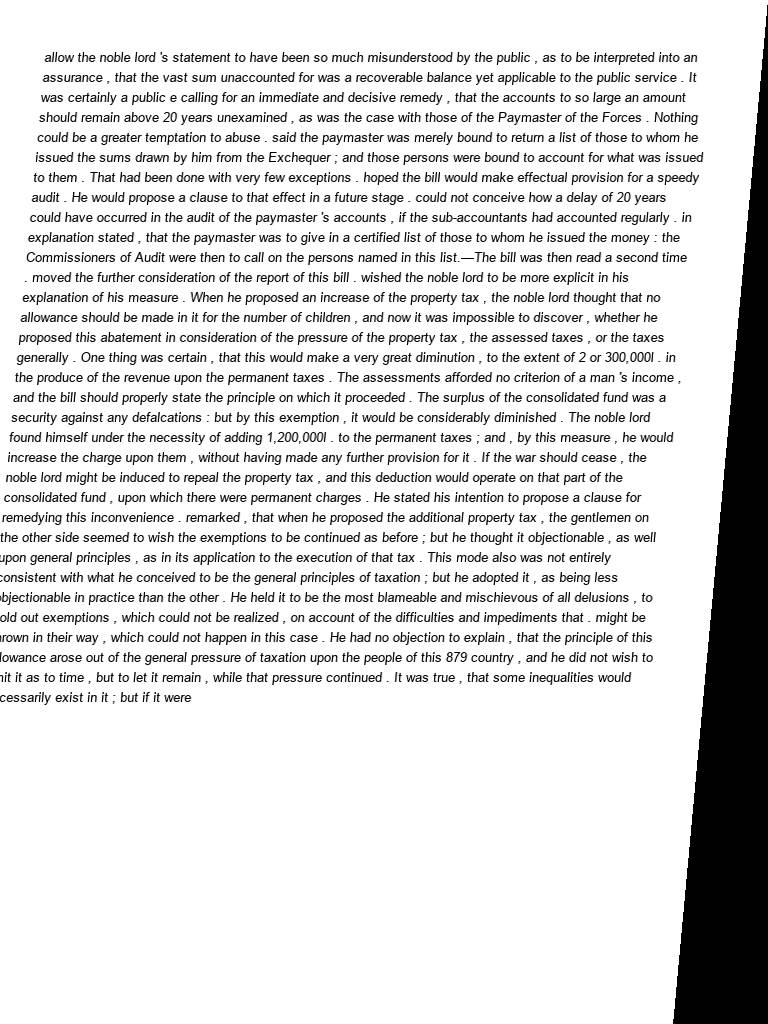 allow the noble lord 's statement to have been so much misunderstood by the public , as to be interpreted into an
assurance , that the vast sum unaccounted for was a recoverable balance yet applicable to the public service . It
was certainly a public e calling for an immediate and decisive remedy , that the accounts to so large an amount
should remain above 20 years unexamined , as was the case with those of the Paymaster of the Forces . Nothing
could be a greater temptation to abuse . said the paymaster was merely bound to return a list of those to whom he
issued the sums drawn by him from the Exchequer ; and those persons were bound to account for what was issued
to them . That had been done with very few exceptions . hoped the bill would make effectual provision for a speedy
audit . He would propose a clause to that effect in a future stage . could not conceive how a delay of 20 years
could have occurred in the audit of the paymaster 's accounts , if the sub-accountants had accounted regularly . in
explanation stated , that the paymaster was to give in a certified list of those to whom he issued the money : the
Commissioners of Audit were then to call on the persons named in this list.—The bill was then read a second time
. moved the further consideration of the report of this bill . wished the noble lord to be more explicit in his
explanation of his measure . When he proposed an increase of the property tax , the noble lord thought that no
allowance should be made in it for the number of children , and now it was impossible to discover , whether he
proposed this abatement in consideration of the pressure of the property tax , the assessed taxes , or the taxes
generally . One thing was certain , that this would make a very great diminution , to the extent of 2 or 300,000l . in
the produce of the revenue upon the permanent taxes . The assessments afforded no criterion of a man 's income ,
and the bill should properly state the principle on which it proceeded . The surplus of the consolidated fund was a
security against any defalcations : but by this exemption , it would be considerably diminished . The noble lord
found himself under the necessity of adding 1,200,000l . to the permanent taxes ; and , by this measure , he would
increase the charge upon them , without having made any further provision for it . If the war should cease , the
noble lord might be induced to repeal the property tax , and this deduction would operate on that part of the
consolidated fund , upon which there were permanent charges . He stated his intention to propose a clause for
remedying this inconvenience . remarked , that when he proposed the additional property tax , the gentlemen on
the other side seemed to wish the exemptions to be continued as before ; but he thought it objectionable , as well
upon general principles , as in its application to the execution of that tax . This mode also was not entirely
consistent with what he conceived to be the general principles of taxation ; but he adopted it , as being less
objectionable in practice than the other . He held it to be the most blameable and mischievous of all delusions , to
old out exemptions , which could not be realized , on account of the difficulties and impediments that . might be
rown in their way , which could not happen in this case . He had no objection to explain , that the principle of this
lowance arose out of the general pressure of taxation upon the people of this 879 country , and he did not wish to
it it as to time , but to let it remain , while that pressure continued . It was true , that some inequalities would
cessarily exist in it ; but if it were